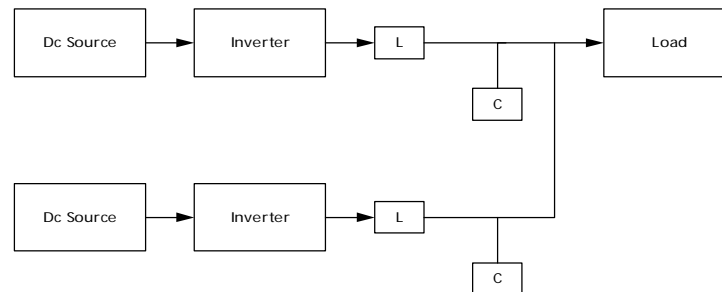 Dc Source
Inverter
L
Load
C
Dc Source
Inverter
L
C